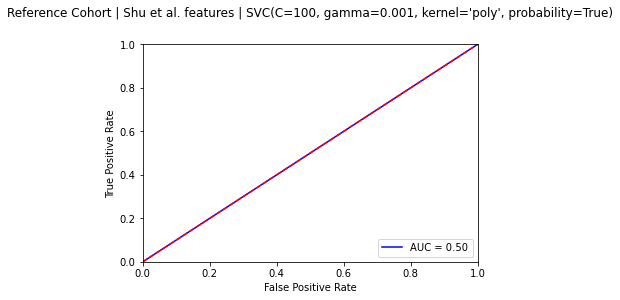 Reference Cohort | Shu et al. features | SVC(C=100, gamma=0.001, kernel='poly', probability=True)
1.0
0.8
0.6
0.4
0.2
0.0
True Positive Rate
AUC = 0.50
0.0 0.2 0.4 0.6 0.8 1.0
False Positive Rate